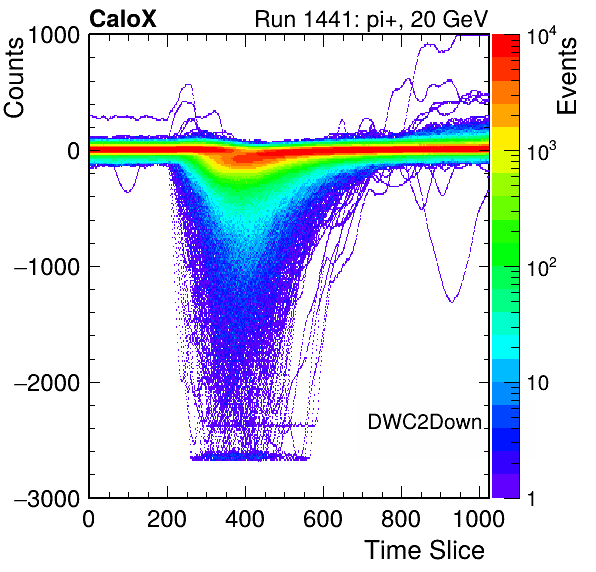 CaloX Run 1441: pi+, 20 GeV
Counts
1000
0
−1000
−2000
−3000
0 200 400 600 800 1000
Time Slice
DWC2Down
10⁴
10³
10²
10
1
Events